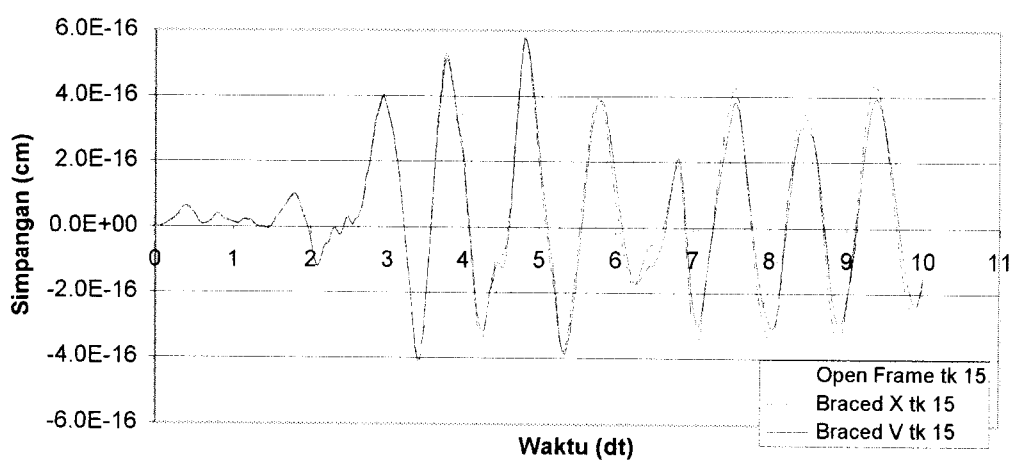 6.0E-16
4.0E-16
2.0E-16
0.0E+00
-2.0E-16
-4.0E-16
-6.0E-16
Simpangan (cm)
0 1 2 3 4 5 6 7 8 9 10 11
Waktu (dt)
Open Frame tk 15
Braced X tk 15
Braced V tk 15